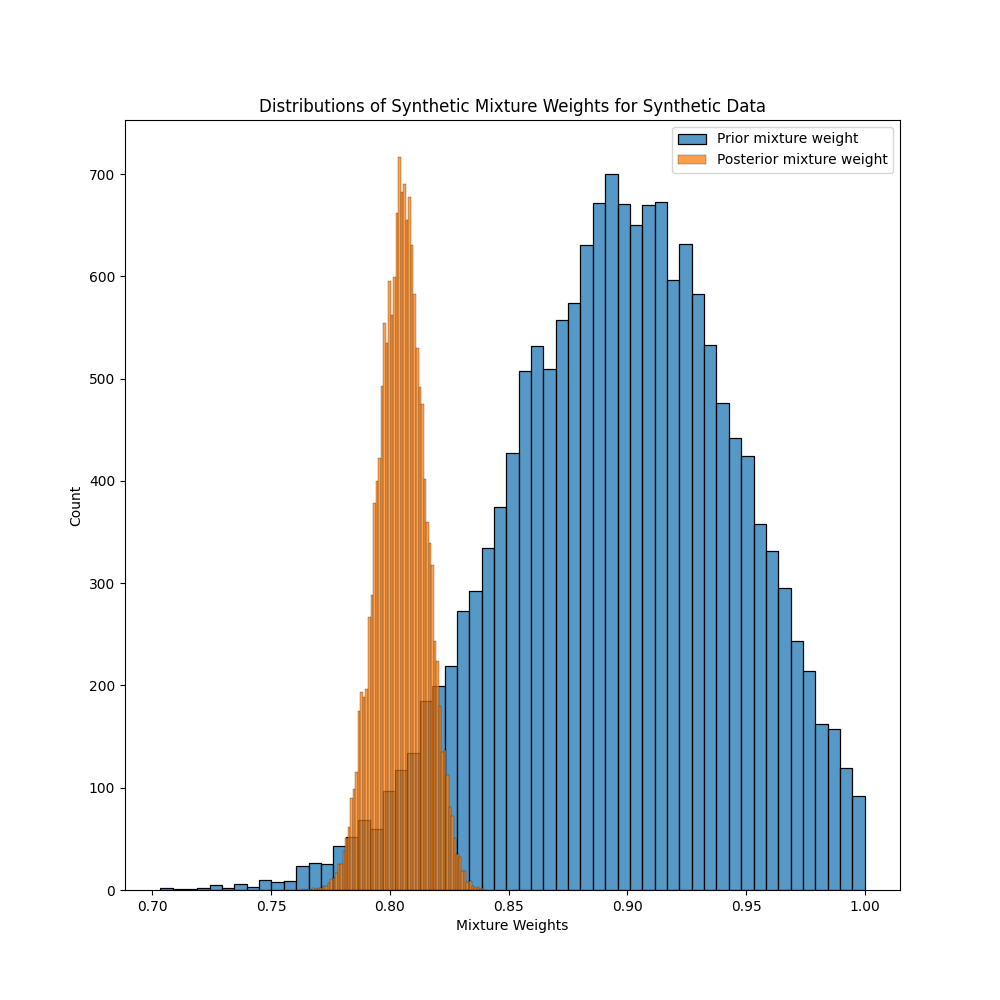 Distributions of Synthetic Mixture Weights for Synthetic Data
Prior mixture weight
Posterior mixture weight
700
600
500
400
300
200
100
0
Count
0.70 0.75 0.80 0.85 0.90 0.95 1.00
Mixture Weights